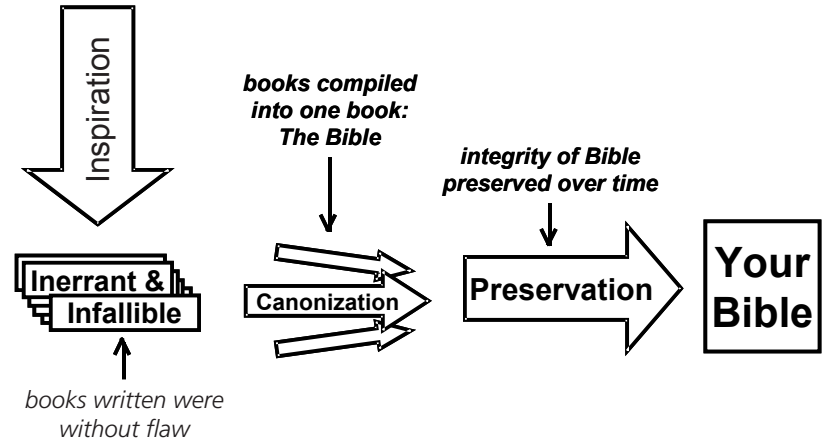 Inspiration
Inerrant &
Infallible
books written were
without flaw
books compiled
into one book:
The Bible
Canonization
integrity of Bible
preserved over time
Preservation
Your
Bible